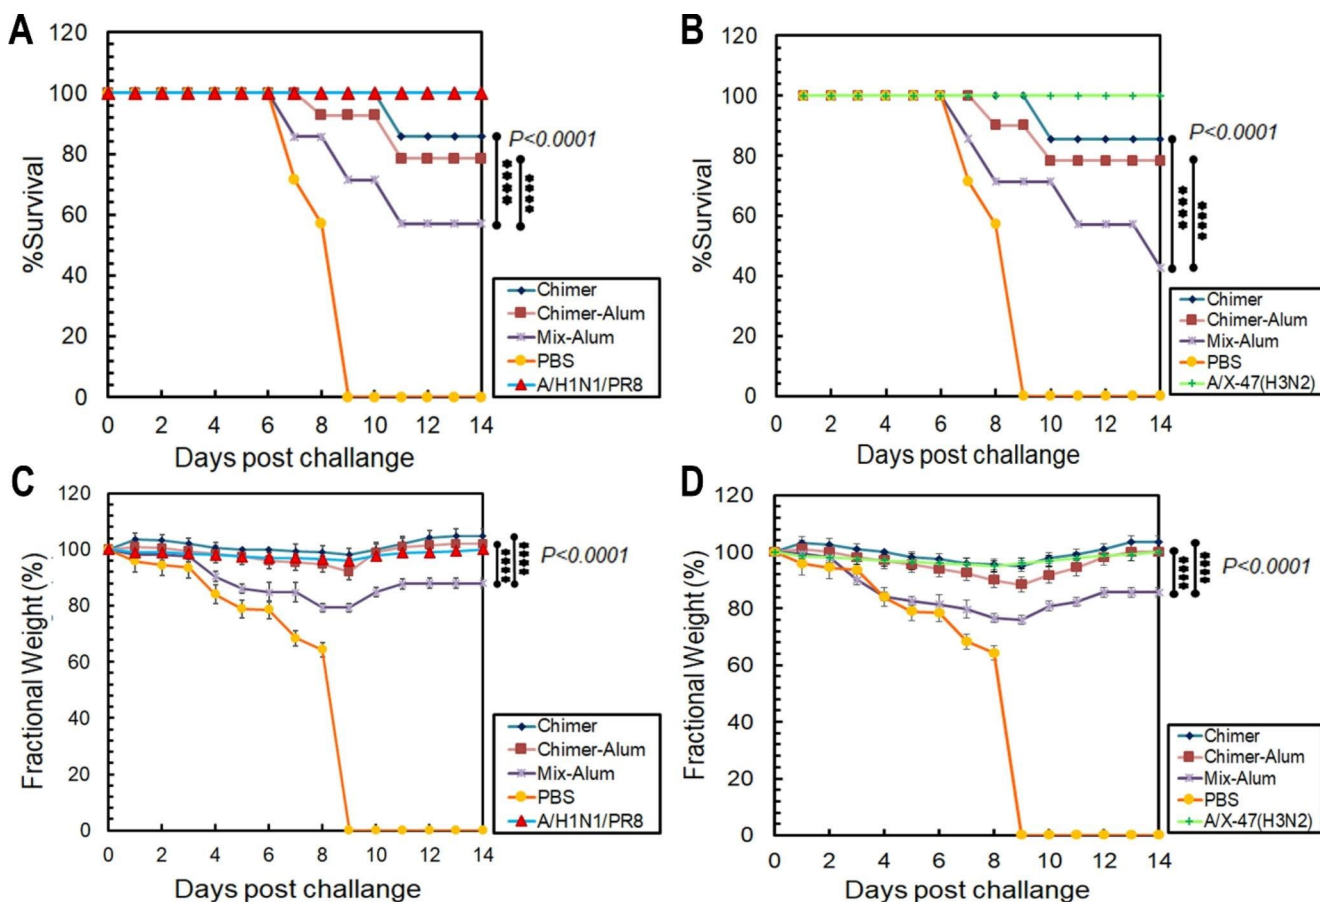 A
120
100
80
60
40
20
0
%Survival
0 2 4 6 8 10 12 14
Days post challange
P<0.0001
****
****
Chimer
Chimer-Alum
Mix-Alum
PBS
A/H1N1/PR8
B
120
100
80
60
40
20
0
%Survival
0 2 4 6 8 10 12 14
Days post challange
P<0.0001
****
****
Chimer
Chimer-Alum
Mix-Alum
PBS
A/X-47(H3N2)
C
120
100
80
60
40
20
0
Fractional Weight (%)
0 2 4 6 8 10 12 14
Days post challange
P<0.0001
****
****
Chimer
Chimer-Alum
Mix-Alum
PBS
A/H1N1/PR8
D
120
100
80
60
40
20
0
Fractional Weight (%)
0 2 4 6 8 10 12 14
Days post challange
P<0.0001
****
****
Chimer
Chimer-Alum
Mix-Alum
PBS
A/X-47(H3N2)